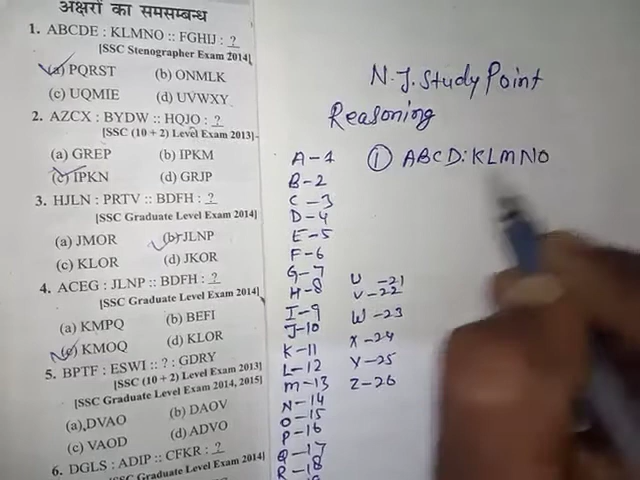 अक्षरों का समसम्बन्ध
1. ABCDE : KLMNO :: FGHIJ : ?
[SSC Stenographer Exam 2014]
(a) PQRST (b) ONMLK
(c) UQMIE (d) UVWXY
2. AZCX : BYDW :: HQJO : ?
[SSC (10 + 2) Level Exam 2013]
(a) GREP (b) IPKM
(c) IPKN (d) GRJP
3. HJLN : PRTV :: BDFH : ?
[SSC Graduate Level Exam 2014]
(a) JMOR (b) JLNP
(c) KLOR (d) JKOR
4. ACEG : JLNP :: BDFH : ?
[SSC Graduate Level Exam 2014]
(a) KMPQ (b) BEFI
(c) KMOQ (d) KLOR
5. BPTF : ESWI :: ? : GDRY
[SSC (10 + 2) Level Exam 2013]
[SSC Graduate Level Exam 2014, 2015]
(a) DVAO (b) DAOV
(c) VAOD (d) ADVO
6. DGLS : ADIP :: CFKR : ?
[SSC Graduate Level Exam 2014]
N.J. Study Point
Reasoning
① ABCD:KLMNO
A-1
B-2
C-3
D-4
E-5
F-6
G-7
H-8
I-9
J-10
K-11
L-12
M-13
N-14
O-15
P-16
Q-17
R-18
U-21
V-22
W-23
X-24
Y-25
Z-26